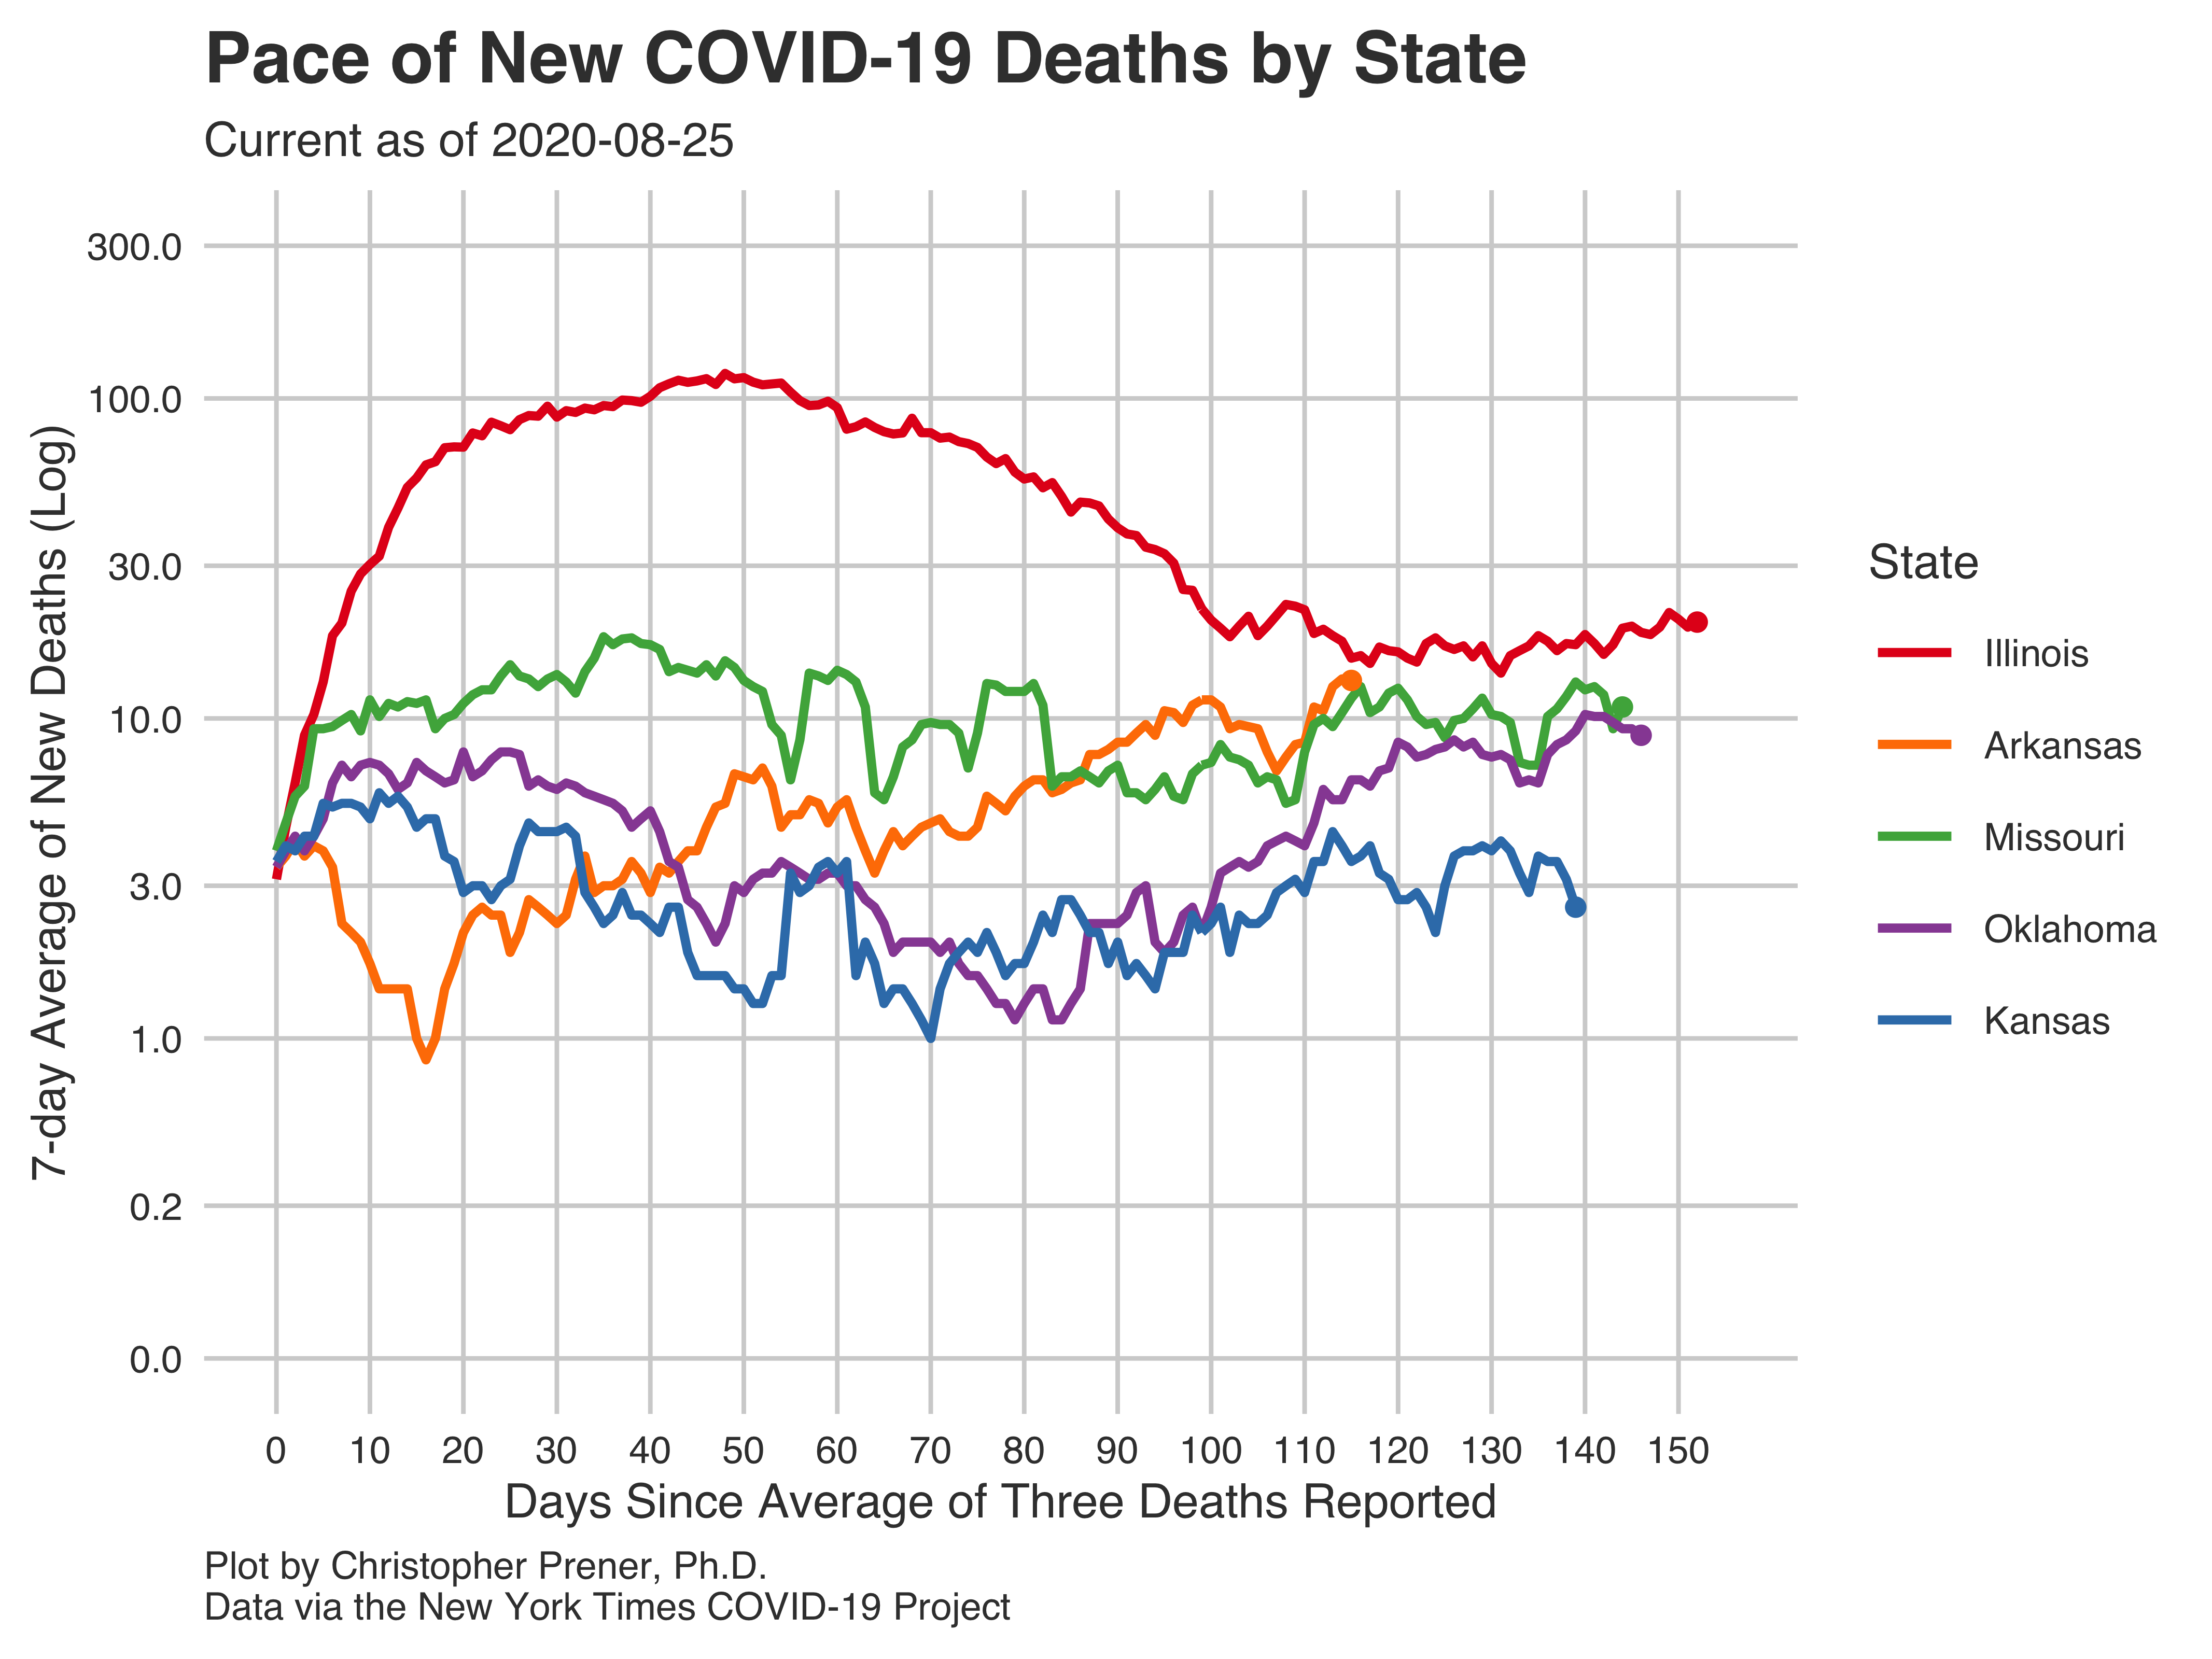 Pace of New COVID-19 Deaths by State
Current as of 2020-08-25
7-day Average of New Deaths (Log)
300.0
100.0
30.0
10.0
3.0
1.0
0.2
0.0
0 10 20 30 40 50 60 70 80 90 100 110 120 130 140 150
Days Since Average of Three Deaths Reported
State
Illinois
Arkansas
Missouri
Oklahoma
Kansas
Plot by Christopher Prener, Ph.D.
Data via the New York Times COVID-19 Project